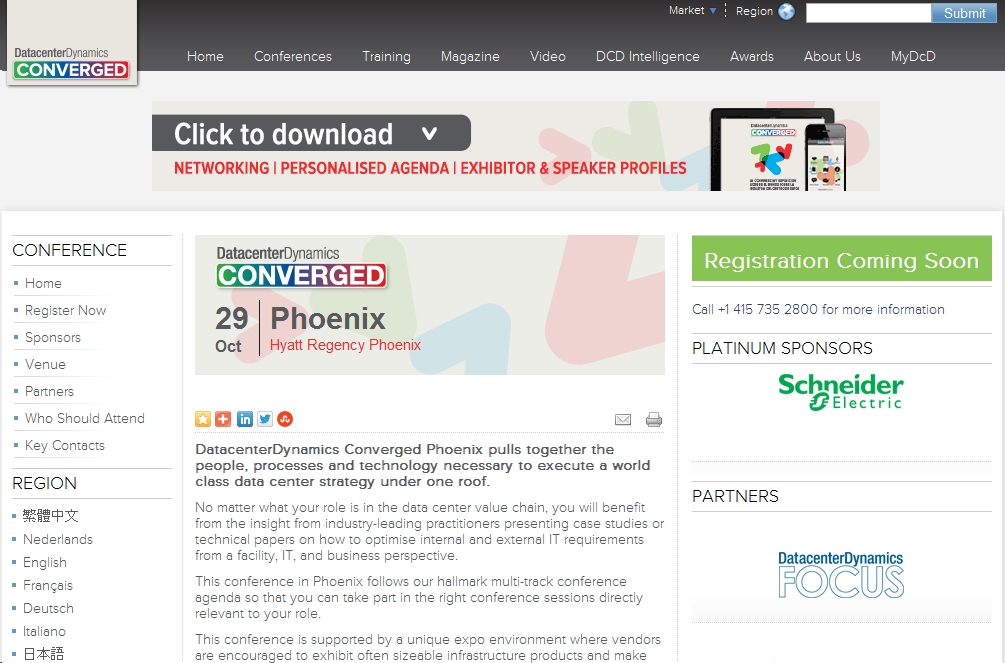 Market
Region
Submit
DatacenterDynamics
CONVERGED
Home
Conferences
Training
Magazine
Video
DCD Intelligence
Awards
About Us
MyDcD
Click to download
NETWORKING | PERSONALISED AGENDA | EXHIBITOR & SPEAKER PROFILES
CONFERENCE
Home
Register Now
Sponsors
Venue
Partners
Who Should Attend
Key Contacts
REGION
繁體中文
Nederlands
English
Français
Deutsch
Italiano
日本語
DatacenterDynamics
CONVERGED
29
Oct
Phoenix
Hyatt Regency Phoenix
DatacenterDynamics Converged Phoenix pulls together the
people, processes and technology necessary to execute a world
class data center strategy under one roof.
No matter what your role is in the data center value chain, you will benefit
from the insight from industry-leading practitioners presenting case studies or
technical papers on how to optimise internal and external IT requirements
from a facility, IT, and business perspective.
This conference in Phoenix follows our hallmark multi-track conference
agenda so that you can take part in the right conference sessions directly
relevant to your role.
This conference is supported by a unique expo environment where vendors
are encouraged to exhibit often sizeable infrastructure products and make
Registration Coming Soon
Call +1 415 735 2800 for more information
PLATINUM SPONSORS
Schneider
Electric
PARTNERS
DatacenterDynamics
FOCUS